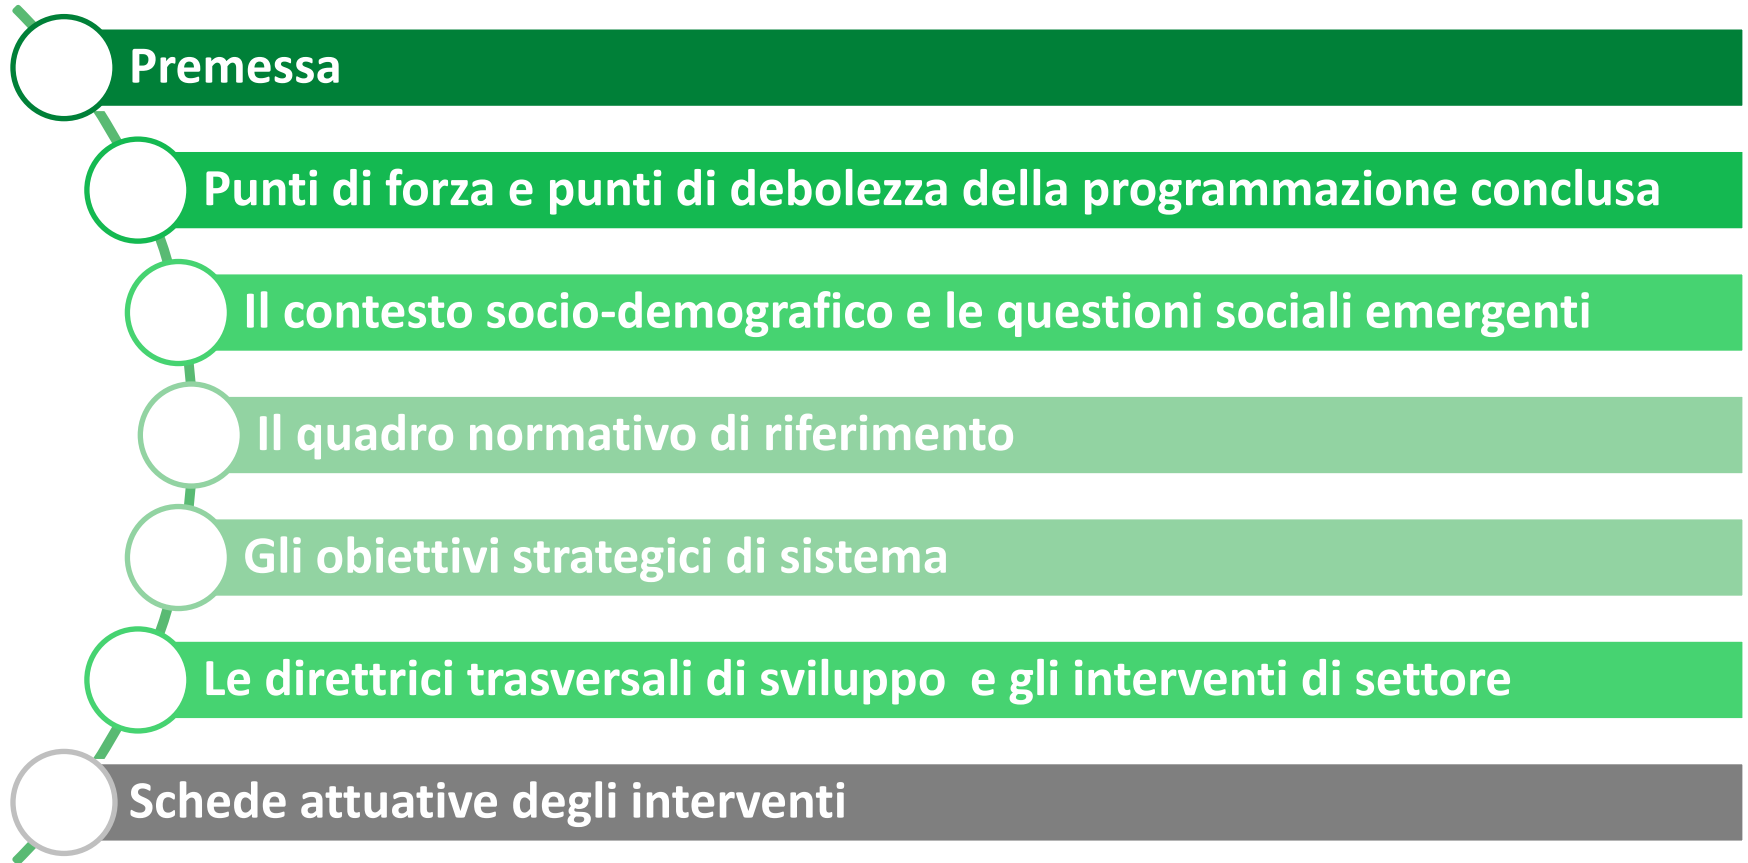 Premessa
Punti di forza e punti di debolezza della programmazione conclusa
Il contesto socio-demografico e le questioni sociali emergenti
Il quadro normativo di riferimento
Gli obiettivi strategici di sistema
Le direttrici trasversali di sviluppo  e gli interventi di settore
Schede attuative degli interventi